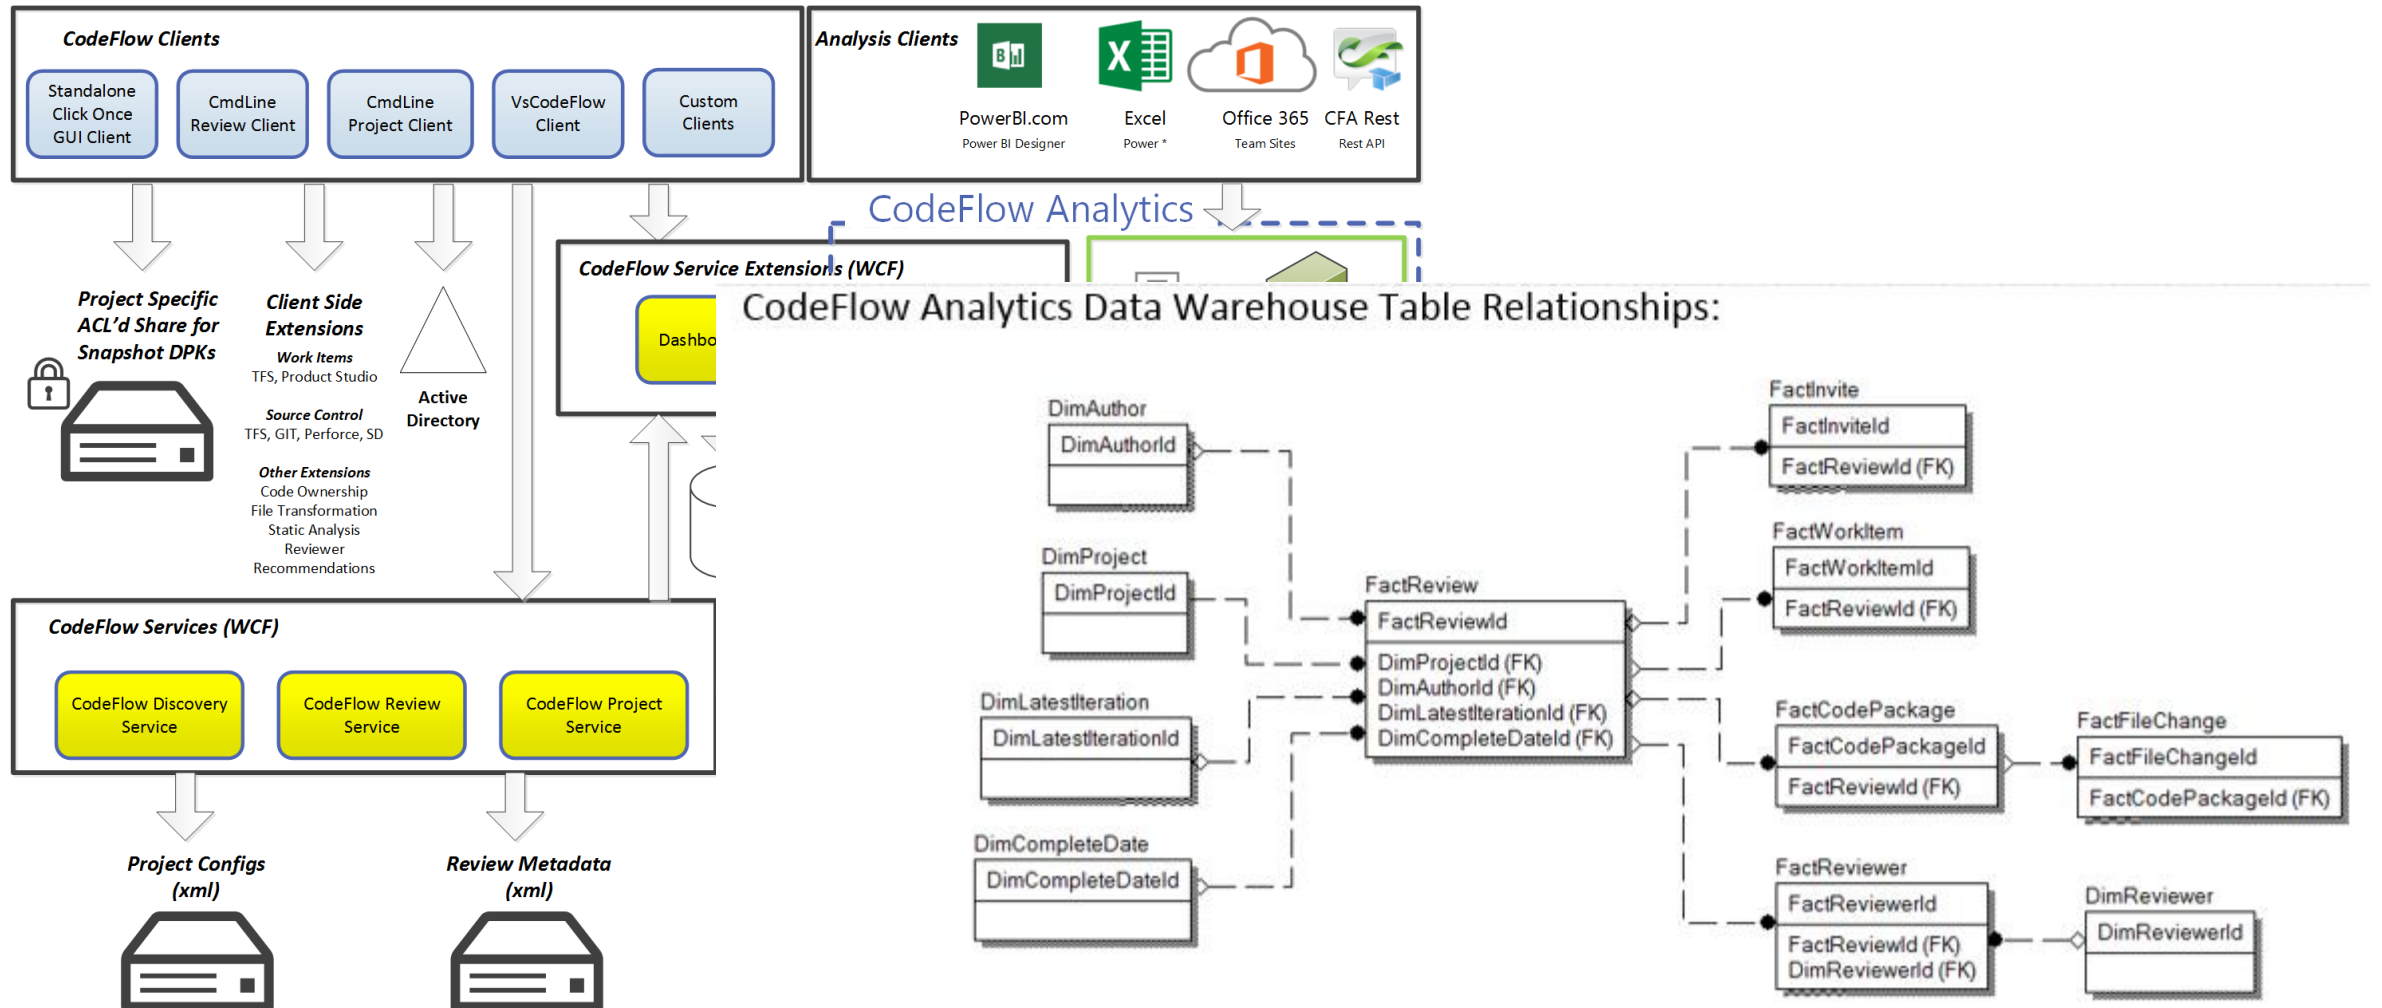 CodeFlow Clients
Standalone
Click Once
GUI Client
CmdLine
Review Client
CmdLine
Project Client
VsCodeFlow
Client
Custom
Clients
Analysis Clients
PowerBI.com
Power BI Designer
Excel
Power *
Office 365
Team Sites
CFA Rest
Rest API
CodeFlow Analytics
Project Specific
ACL'd Share for
Snapshot DPKs
Client Side
Extensions
Work Items
TFS, Product Studio
Source Control
TFS, GIT, Perforce, SD
Other Extensions
Code Ownership
File Transformation
Static Analysis
Reviewer
Recommendations
Active
Directory
CodeFlow Service Extensions (WCF)
Dashbo
CodeFlow Services (WCF)
CodeFlow Discovery
Service
CodeFlow Review
Service
CodeFlow Project
Service
Project Configs
(xml)
Review Metadata
(xml)
CodeFlow Analytics Data Warehouse Table Relationships:
DimAuthor
DimAuthorId
DimProject
DimProjectId
DimLatestIteration
DimLatestIterationId
DimCompleteDate
DimCompleteDateId
FactReview
FactReviewId
DimProjectId (FK)
DimAuthorId (FK)
DimLatestIterationId (FK)
DimCompleteDateId (FK)
FactInvite
FactInviteId
FactReviewId (FK)
FactWorkItem
FactWorkItemId
FactReviewId (FK)
FactCodePackage
FactCodePackageId
FactReviewId (FK)
FactFileChange
FactFileChangeId
FactCodePackageId (FK)
FactReviewer
FactReviewerId
FactReviewId (FK)
DimReviewerId (FK)
DimReviewer
DimReviewerId